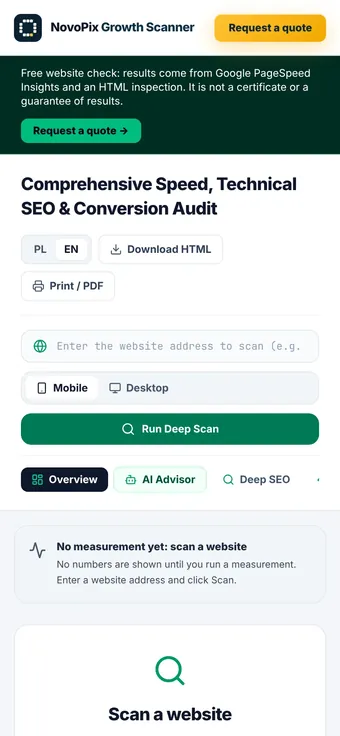 NovoPix Growth Scanner
Request a quote
Free website check: results come from Google PageSpeed
Insights and an HTML inspection. It is not a certificate or a
guarantee of results.
Request a quote →
Comprehensive Speed, Technical
SEO & Conversion Audit
PL
EN
Download HTML
Print / PDF
Enter the website address to scan (e.g.
Mobile
Desktop
Run Deep Scan
Overview
AI Advisor
Deep SEO
No measurement yet: scan a website
No numbers are shown until you run a measurement.
Enter a website address and click Scan.
Scan a website